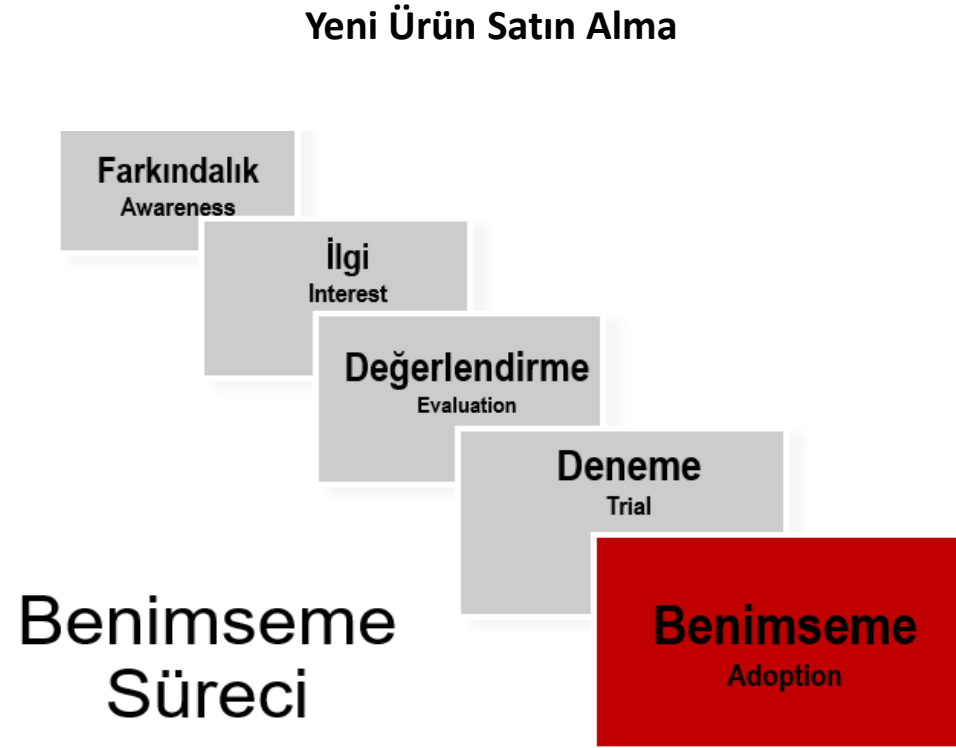 Yeni Ürün Satın Alma
Farkındalık
Awareness
İlgi
Interest
Değerlendirme
Evaluation
Deneme
Trial
Benimseme
Adoption
Benimseme
Süreci